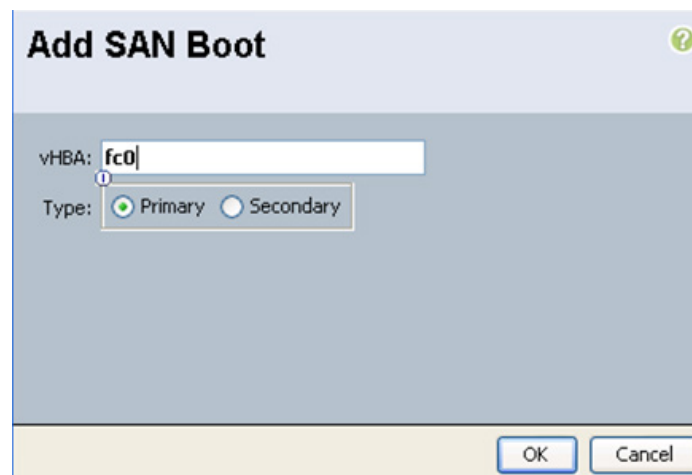 Add SAN Boot
?
vHBA: fc0
Type: Primary Secondary
OK Cancel